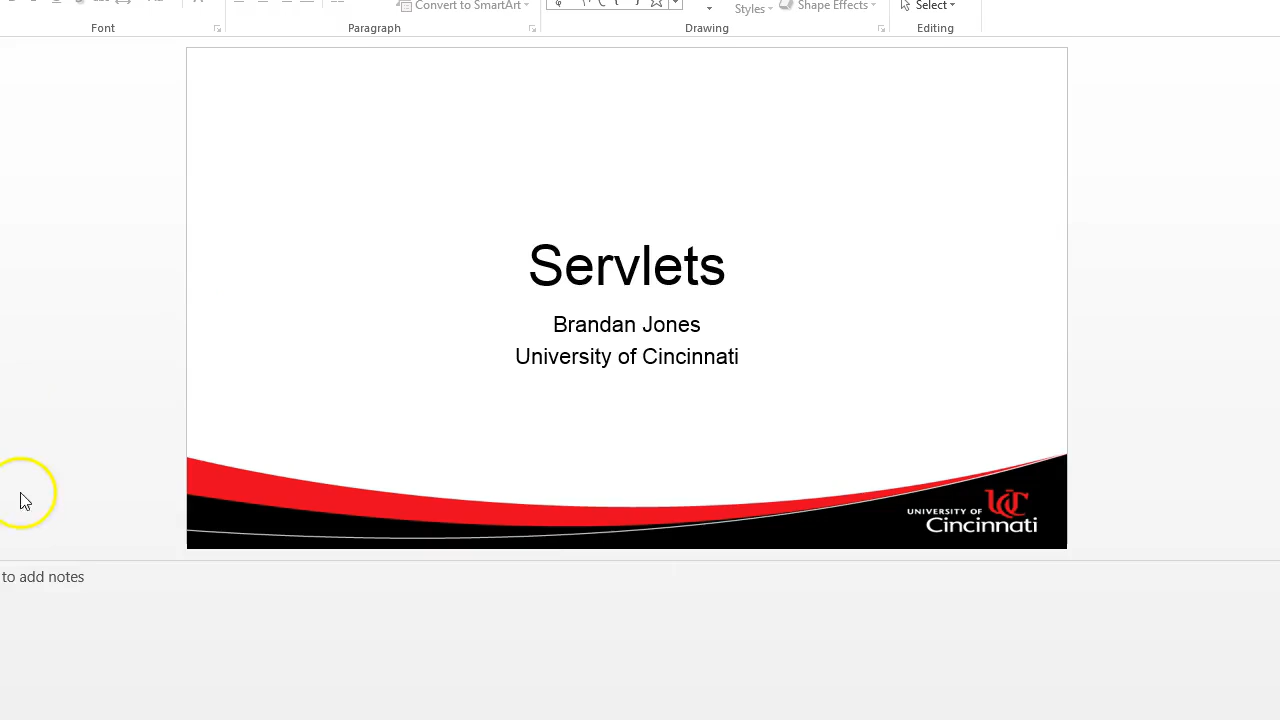 Convert to SmartArt
Styles
Shape Effects
Select
Font
Paragraph
Drawing
Editing
Servlets
Brandan Jones
University of Cincinnati
UC
UNIVERSITY OF
Cincinnati
to add notes